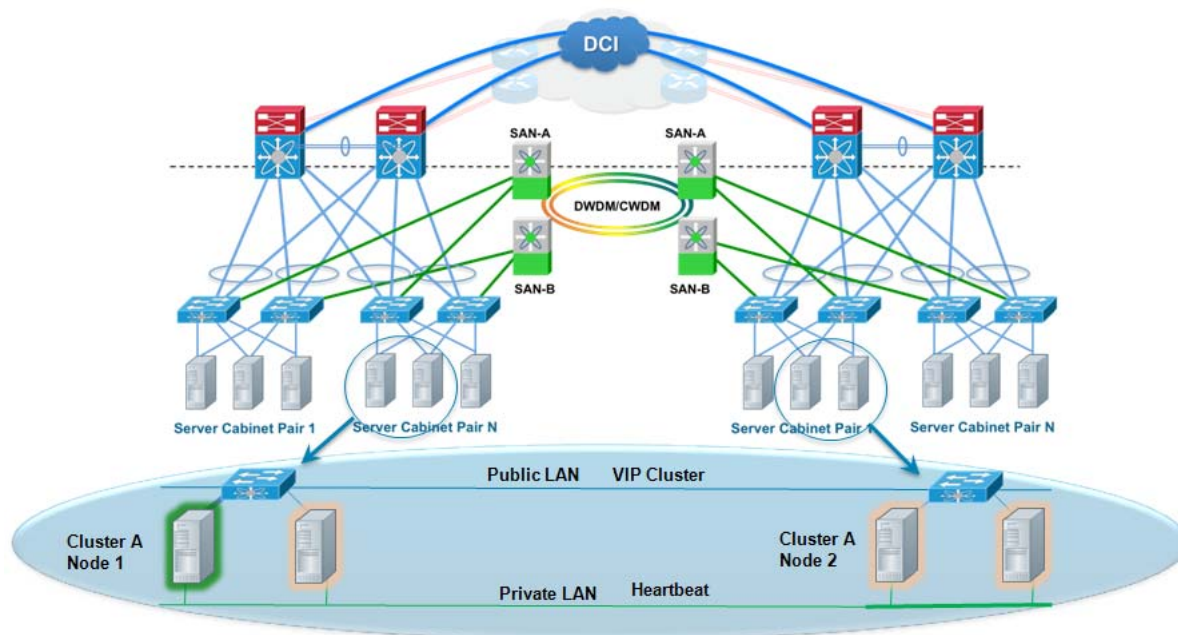 DCI
SAN-A
SAN-A
DWDM/CWDM
SAN-B
SAN-B
Server Cabinet Pair 1
Server Cabinet Pair N
Server Cabinet Pair 1
Server Cabinet Pair N
Public LAN VIP Cluster
Cluster A
Node 1
Cluster A
Node 2
Private LAN Heartbeat